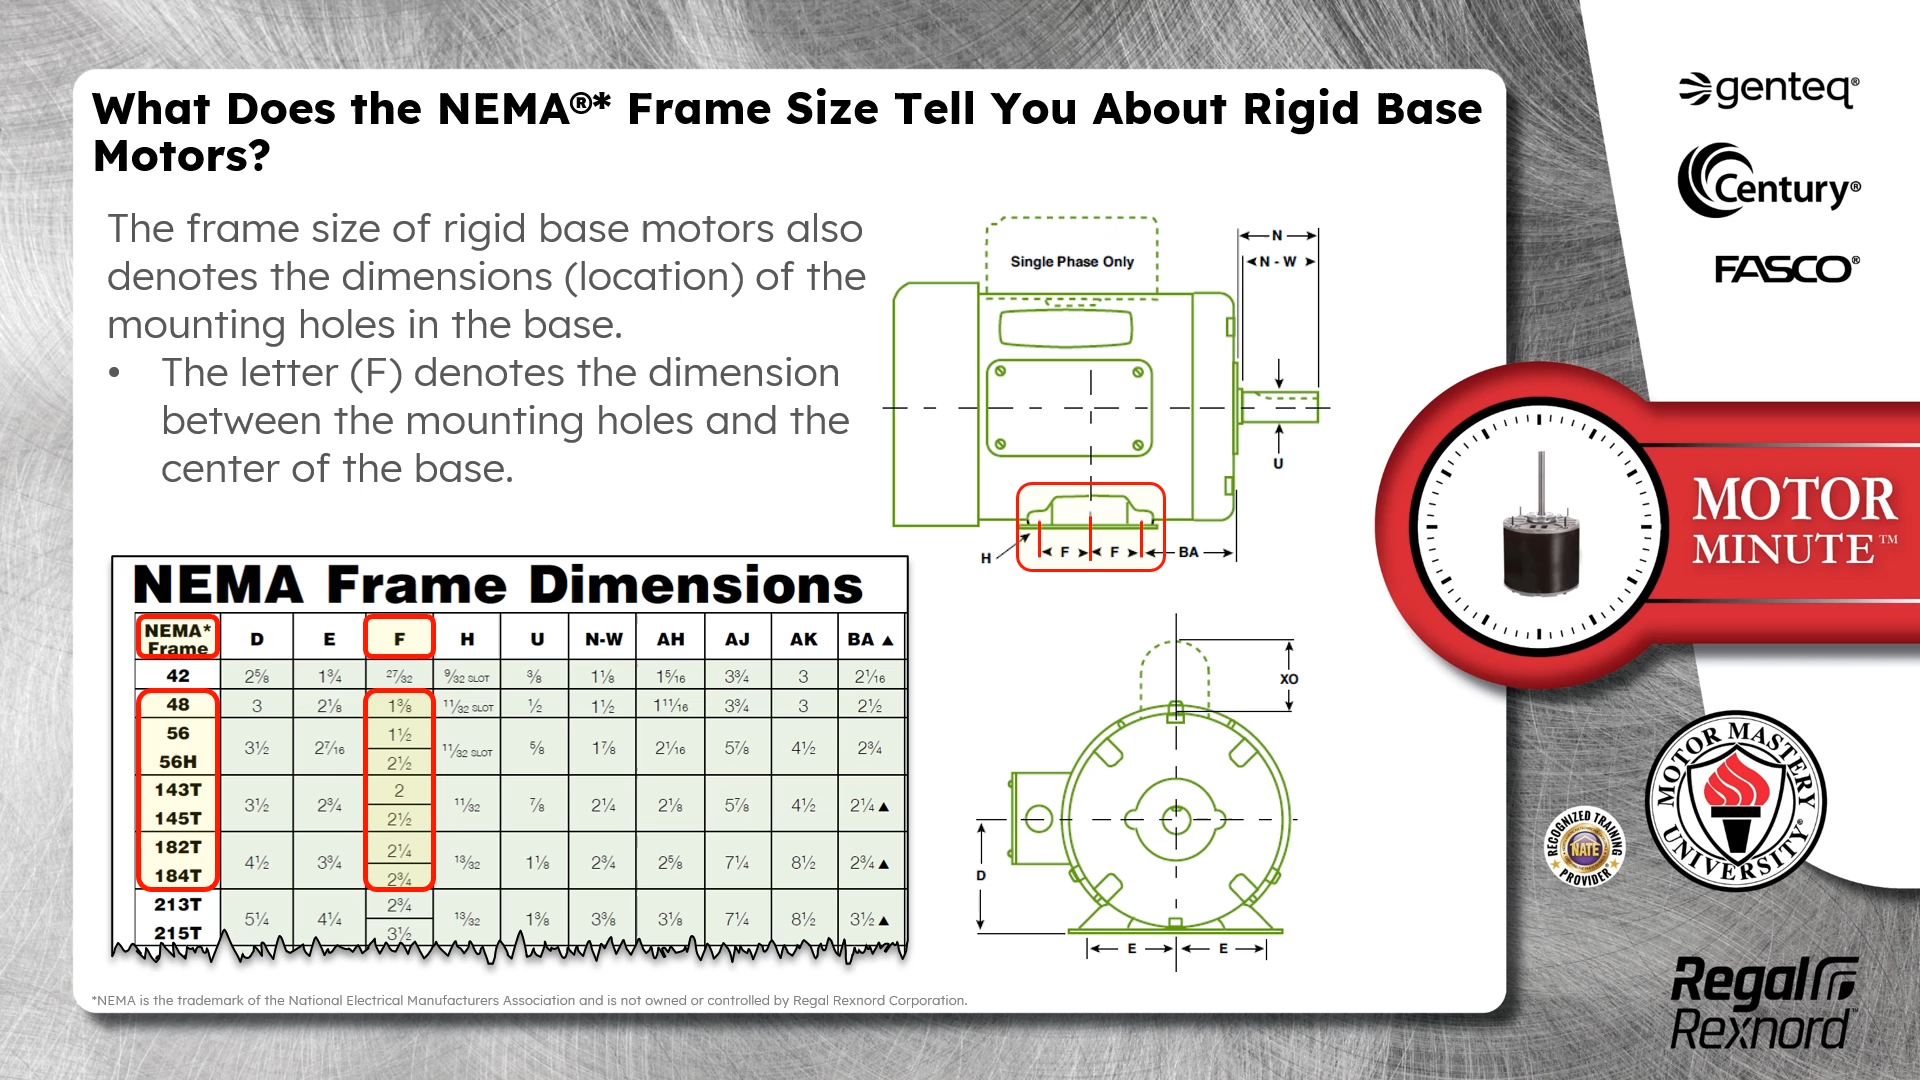 What Does the NEMA®* Frame Size Tell You About Rigid Base
Motors?
The frame size of rigid base motors also
denotes the dimensions (location) of the
mounting holes in the base.
• The letter (F) denotes the dimension
between the mounting holes and the
center of the base.
Single Phase Only
N
N - W
U
H
F
F
BA
NEMA Frame Dimensions
NEMA* Frame D E F H U N-W AH AJ AK BA ▲
42 2⅝ 1¾ 27/32 9/32 SLOT ⅜ 1⅛ 1 5/16 3¾ 3 2 1/16
48 3 2⅛ 1⅜ 11/32 SLOT ½ 1½ 1 11/16 3¾ 3 2½
56 3½ 2 7/16 1½ 11/32 SLOT ⅝ 1⅞ 2 1/16 5⅞ 4½ 2¾
56H 2½
143T 3½ 2¾ 2 11/32 ⅞ 2¼ 2⅛ 5⅞ 4½ 2¼ ▲
145T 2½
182T 4½ 3¾ 2¼ 13/32 1⅛ 2¾ 2⅝ 7¼ 8½ 2¾ ▲
184T 2¾
213T 5¼ 4¼ 2¾ 13/32 1⅜ 3⅜ 3⅛ 7¼ 8½ 3½ ▲
215T 3½
XO
D
E
E
*NEMA is the trademark of the National Electrical Manufacturers Association and is not owned or controlled by Regal Rexnord Corporation.
genteq®
Century®
FASCO®
MOTOR
MINUTE™
MOTOR MASTERY
UNIVERSITY®
RECOGNIZED TRAINING
NATE
PROVIDER
Regal
Rexnord™